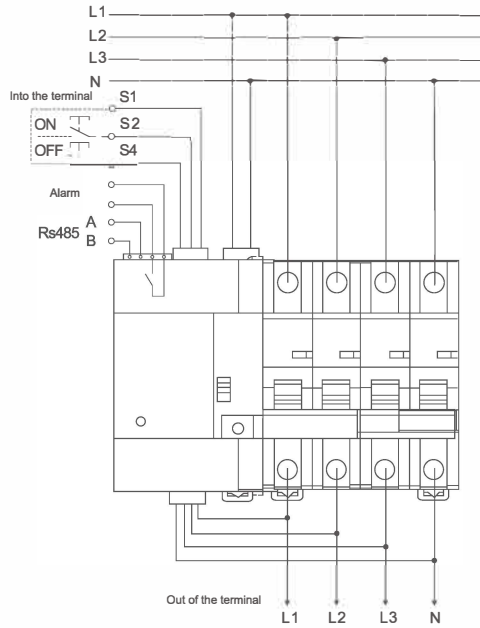 L1
L2
L3
N
Into the terminal
S1
ON
S2
OFF
S4
Alarm
Rs485
A
B
Out of the terminal
L1
L2
L3
N